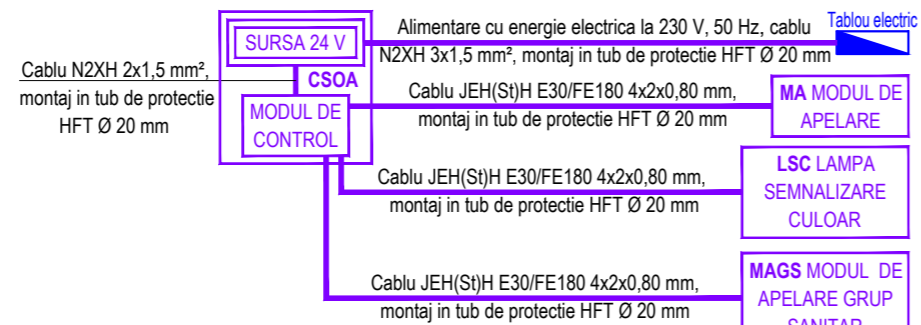 Alimentare cu energie electrica la 230 V, 50 Hz, cablu
N2XH 3x1,5 mm², montaj in tub de protectie HFT Ø 20 mm
Tablou electric
SURSA 24 V
CSOA
MODUL DE
CONTROL
Cablu N2XH 2x1,5 mm²,
montaj in tub de protectie
HFT Ø 20 mm
Cablu JEH(St)H E30/FE180 4x2x0,80 mm,
montaj in tub de protectie HFT Ø 20 mm
MA MODUL DE
APELARE
Cablu JEH(St)H E30/FE180 4x2x0,80 mm,
montaj in tub de protectie HFT Ø 20 mm
LSC LAMPA
SEMNALIZARE
CULOAR
Cablu JEH(St)H E30/FE180 4x2x0,80 mm,
montaj in tub de protectie HFT Ø 20 mm
MAGS MODUL DE
APELARE GRUP
SANITAR